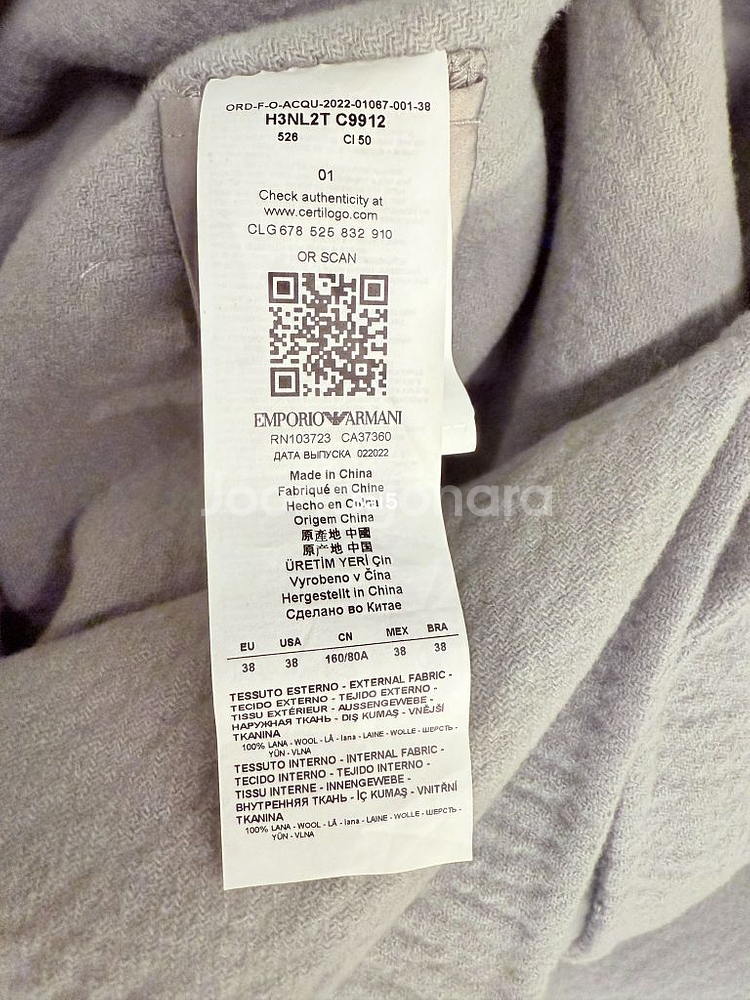 ORD-F-O-ACQU-2022-01067-001-38
H3NL2T C9912
526 CI 50
01
Check authenticity at
www.certilogo.com
CLG 678 525 832 910
OR SCAN
EMPORIO ARMANI
RN103723 CA37360
ДАТА ВЫПУСКА 022022
Made in China
Fabriqué en Chine
Hecho en China
Origem China
原產地 中國
原产地 中国
ÜRETİM YERİ Çin
Vyrobeno v Čína
Hergestellt in China
Сделано во Китае
EU USA CN MEX BRA
38 38 160/80A 38 38
TESSUTO ESTERNO - EXTERNAL FABRIC -
TECIDO EXTERNO - TEJIDO EXTERNO -
TISSU EXTÉRIEUR - AUSSENGEWEBE -
НАРУЖНАЯ ТКАНЬ - DIŞ KUMAŞ - VNĚJŠÍ
TKANINA
100% LANA - WOOL - LÃ - lana - LAINE - WOLLE - ШЕРСТЬ -
YÜN - VLNA
TESSUTO INTERNO - INTERNAL FABRIC -
TECIDO INTERNO - TEJIDO INTERNO -
TISSU INTERNE - INNENGEWEBE -
ВНУТРЕННЯЯ ТКАНЬ - İÇ KUMAŞ - VNITŘNÍ
TKANINA
100% LANA - WOOL - LÃ - lana - LAINE - WOLLE - ШЕРСТЬ -
YÜN - VLNA